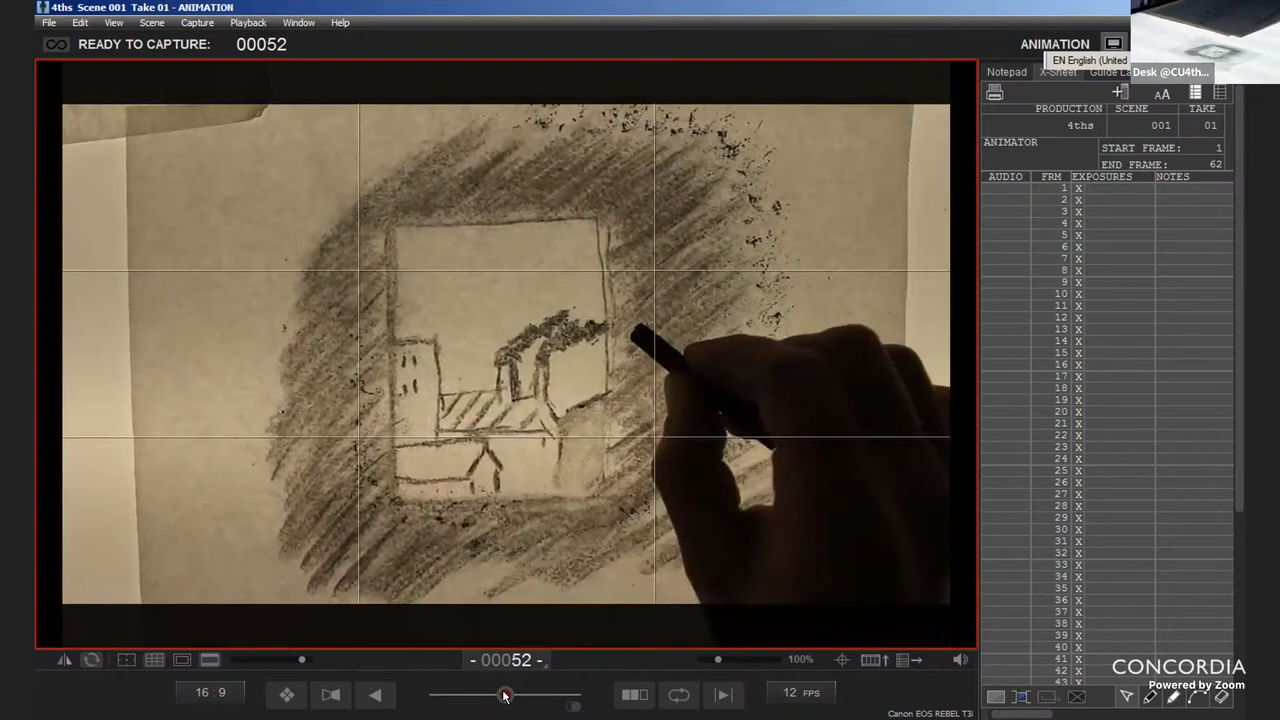 4ths Scene 001 Take 01 - ANIMATION
File Edit View Scene Capture Playback Window Help
READY TO CAPTURE: 00052
ANIMATION
EN English (United
Desk @CU4th...
Notepad X-Sheet Guide La
AA
PRODUCTION SCENE TAKE
4ths 001 01
ANIMATOR
START FRAME: 1
END FRAME: 62
AUDIO FRM EXPOSURES NOTES
1 X
2 X
3 X
4 X
5 X
6 X
7 X
8 X
9 X
10 X
11 X
12 X
13 X
14 X
15 X
16 X
17 X
18 X
19 X
20 X
21 X
22 X
23 X
24 X
25 X
26 X
27 X
28 X
29 X
30 X
31 X
32 X
33 X
34 X
35 X
36 X
37 X
38 X
39 X
40 X
41 X
42 X
43 X
- 00052 -
100%
CONCORDIA
Powered by Zoom
16 : 9
12 FPS
Canon EOS REBEL T3i